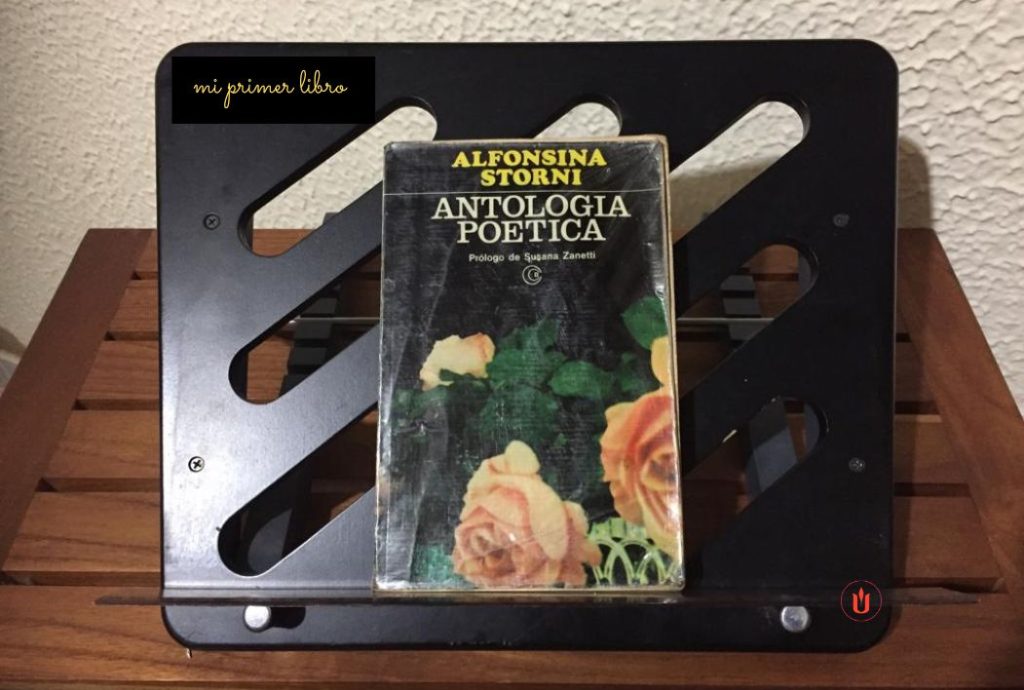 mi primer libro
ALFONSINA
STORNI
ANTOLOGIA
POETICA
Prólogo de Susana Zanetti